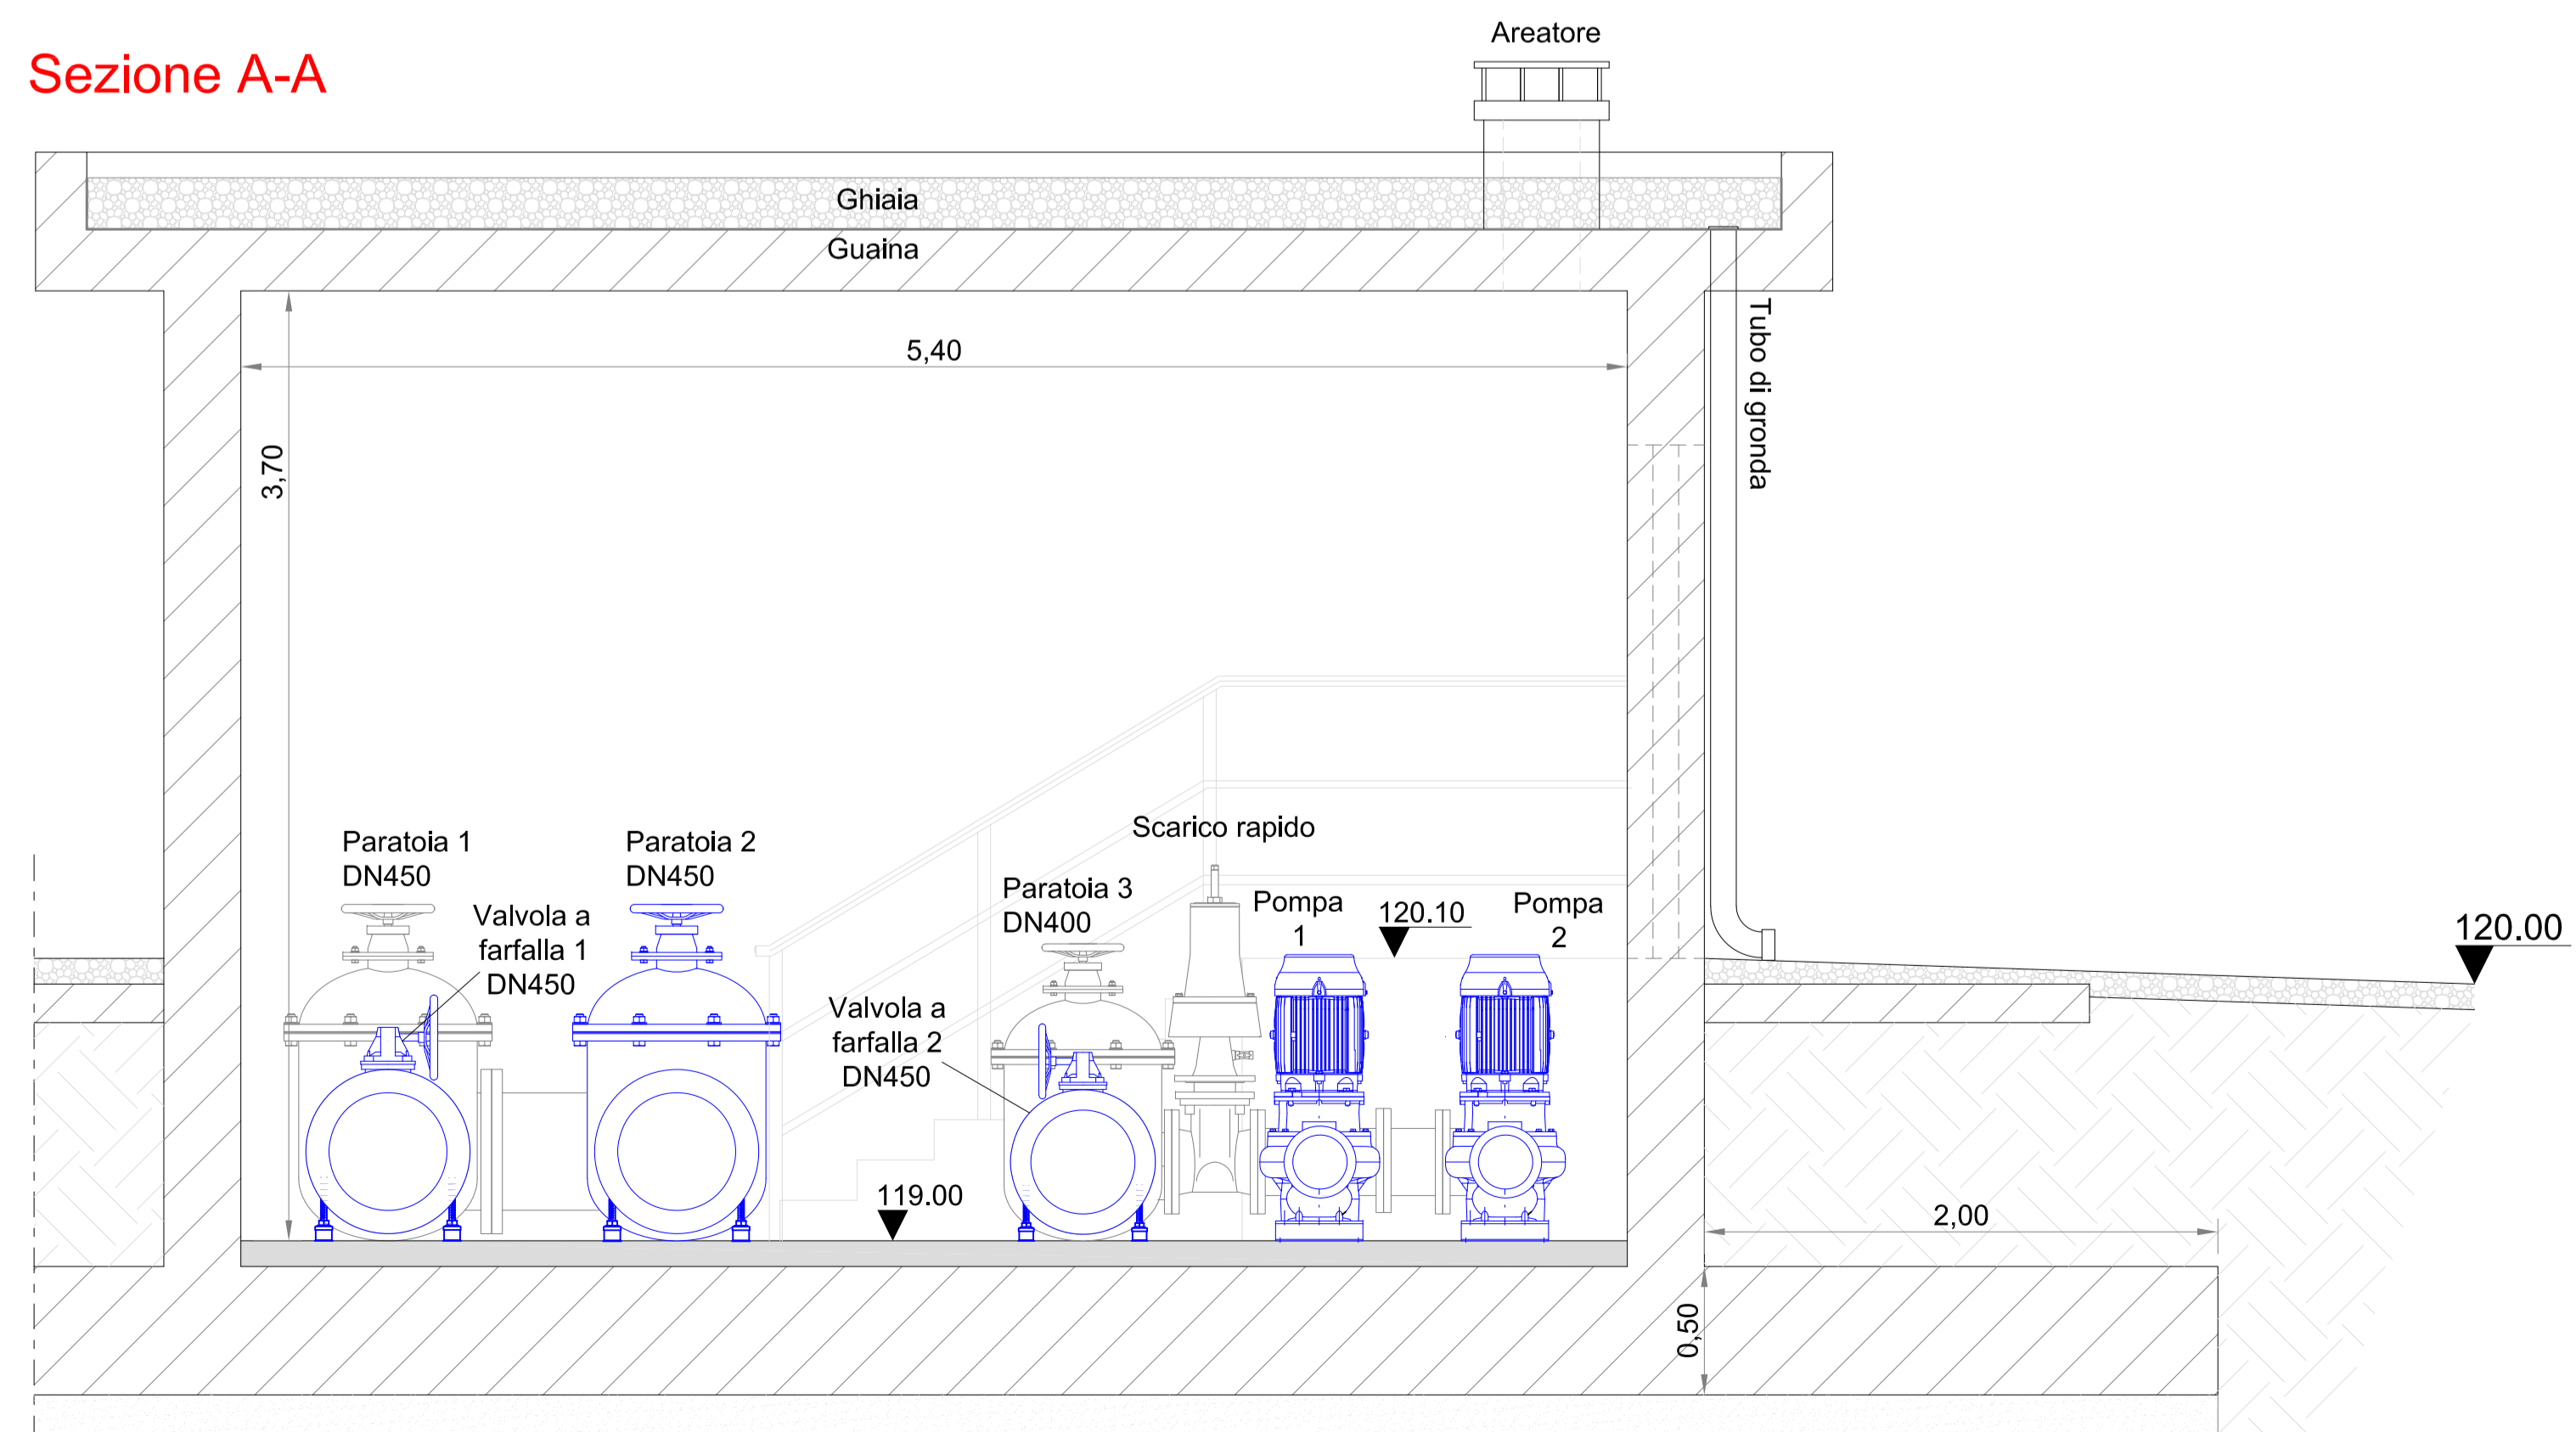 Areatore
Sezione A-A
Ghiaia
Guaina
Tubo di gronda
5,40
3,70
Scarico rapido
Paratoia 1
DN450
Paratoia 2
DN450
Paratoia 3
DN400
Pompa
1
120.10
Pompa
2
Valvola a
farfalla 1
DN450
120.00
Valvola a
farfalla 2
DN450
119.00
2,00
0,50